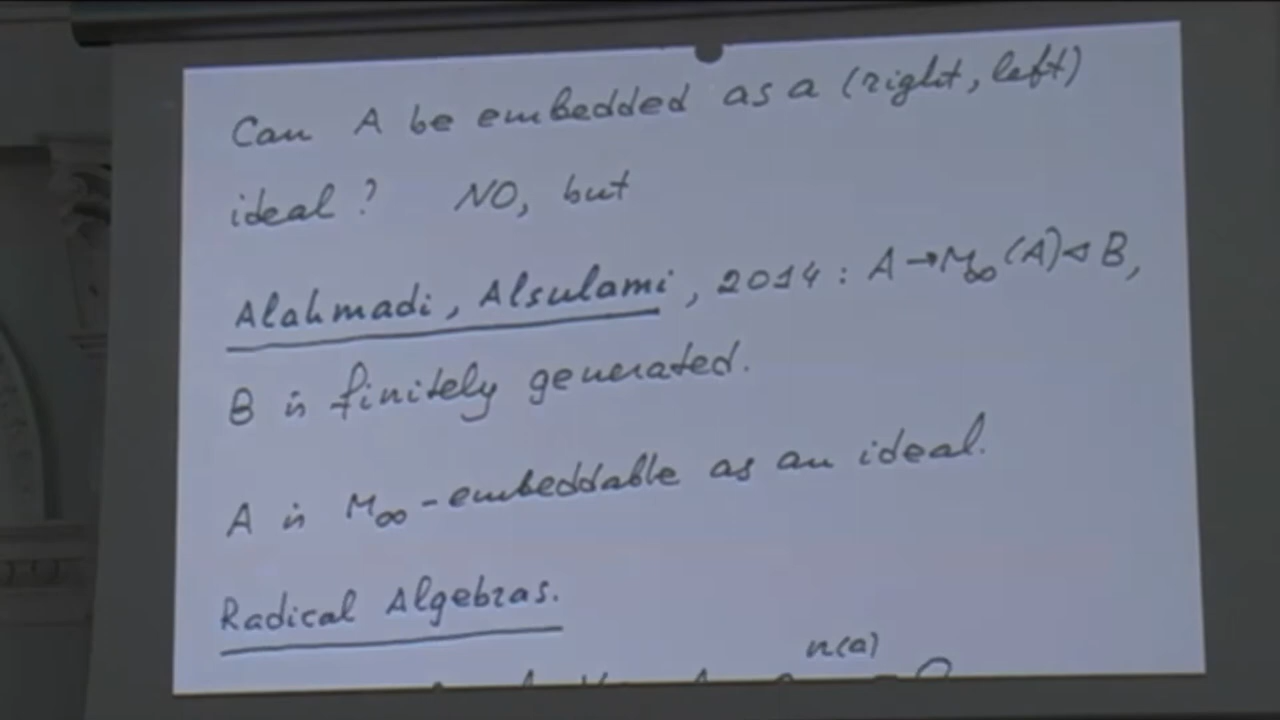 Can A be embedded as a (right, left)
ideal? NO, but
Alahmadi, Alsulami, 2014: A→M∞(A)⊲B,
B is finitely generated.
A is M∞-embeddable as an ideal.
Radical Algebras.
n(a)